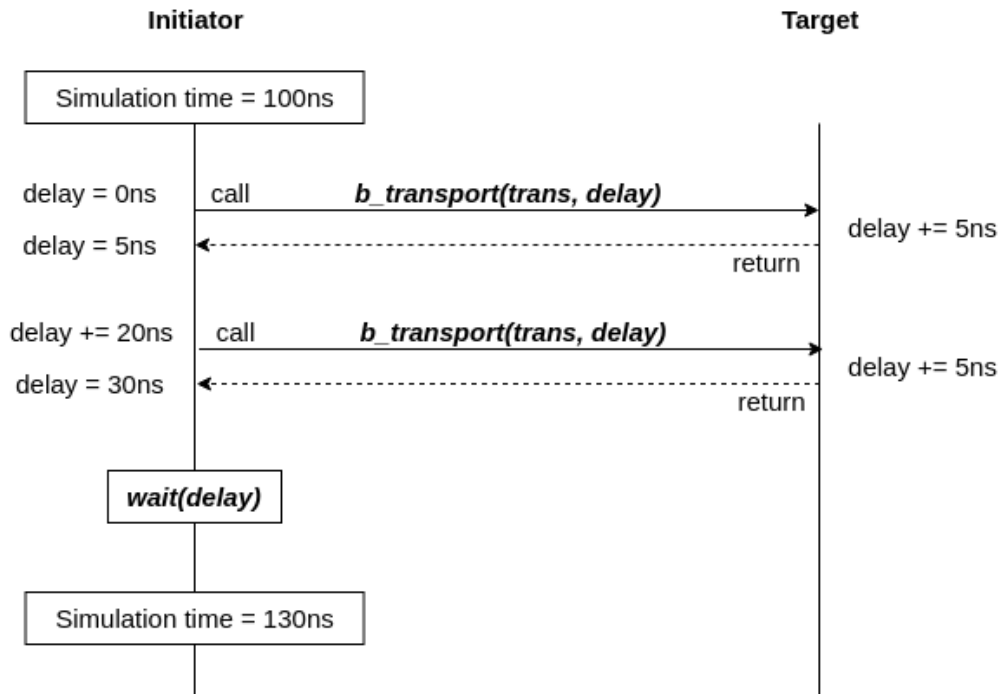 Initiator
Target
Simulation time = 100ns
delay = 0ns
call
b_transport(trans, delay)
delay += 5ns
delay = 5ns
return
delay += 20ns
call
b_transport(trans, delay)
delay += 5ns
delay = 30ns
return
wait(delay)
Simulation time = 130ns